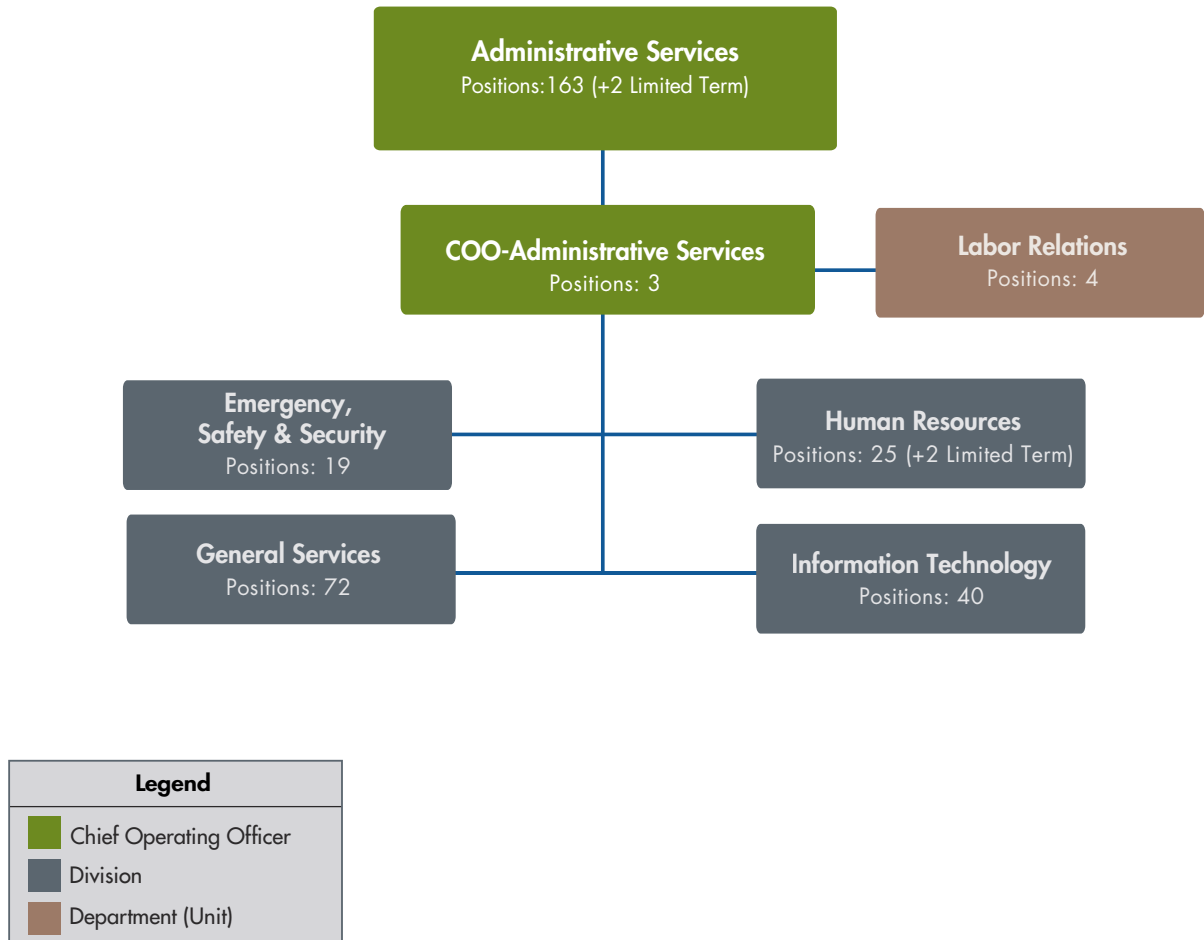 Administrative Services
Positions:163 (+2 Limited Term)
COO-Administrative Services
Positions: 3
Labor Relations
Positions: 4
Emergency,
Safety & Security
Positions: 19
Human Resources
Positions: 25 (+2 Limited Term)
General Services
Positions: 72
Information Technology
Positions: 40
Legend
Chief Operating Officer
Division
Department (Unit)